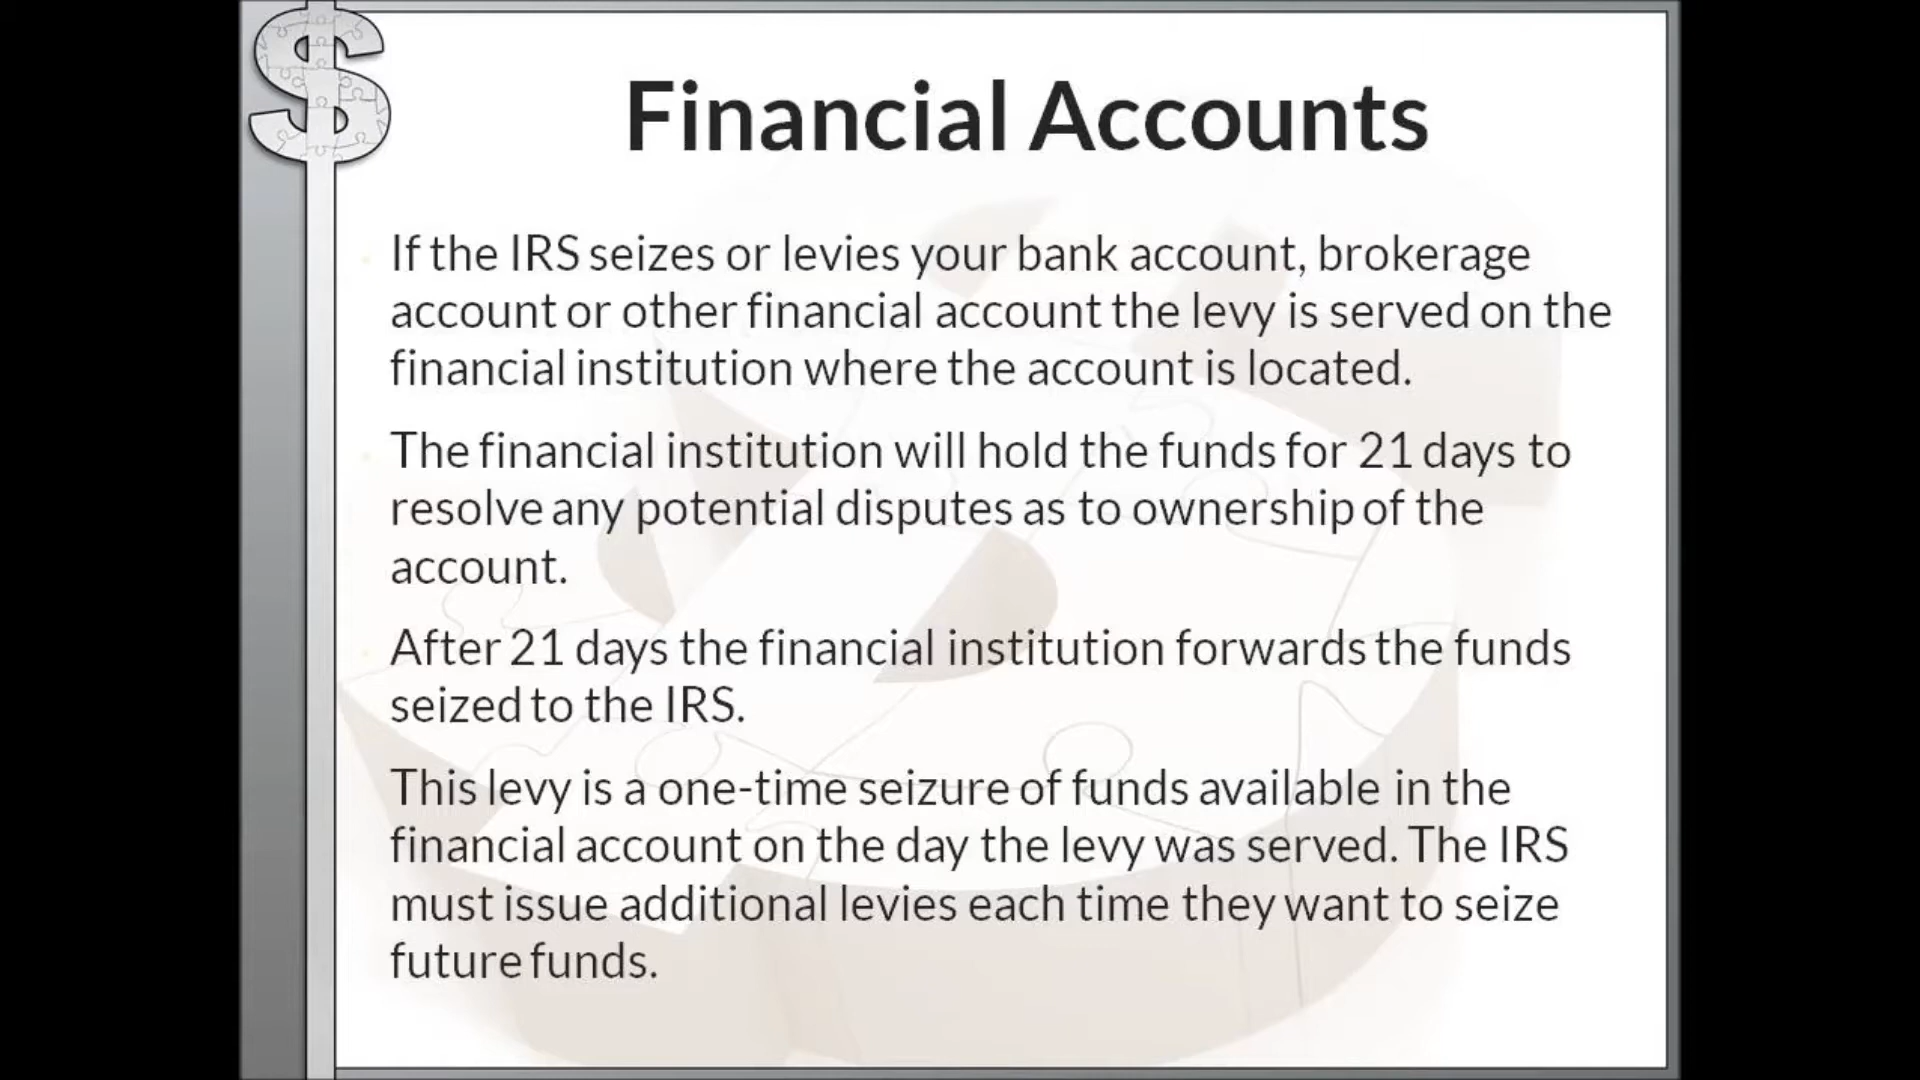 Financial Accounts
If the IRS seizes or levies your bank account, brokerage
account or other financial account the levy is served on the
financial institution where the account is located.
The financial institution will hold the funds for 21 days to
resolve any potential disputes as to ownership of the
account.
After 21 days the financial institution forwards the funds
seized to the IRS.
This levy is a one-time seizure of funds available in the
financial account on the day the levy was served. The IRS
must issue additional levies each time they want to seize
future funds.